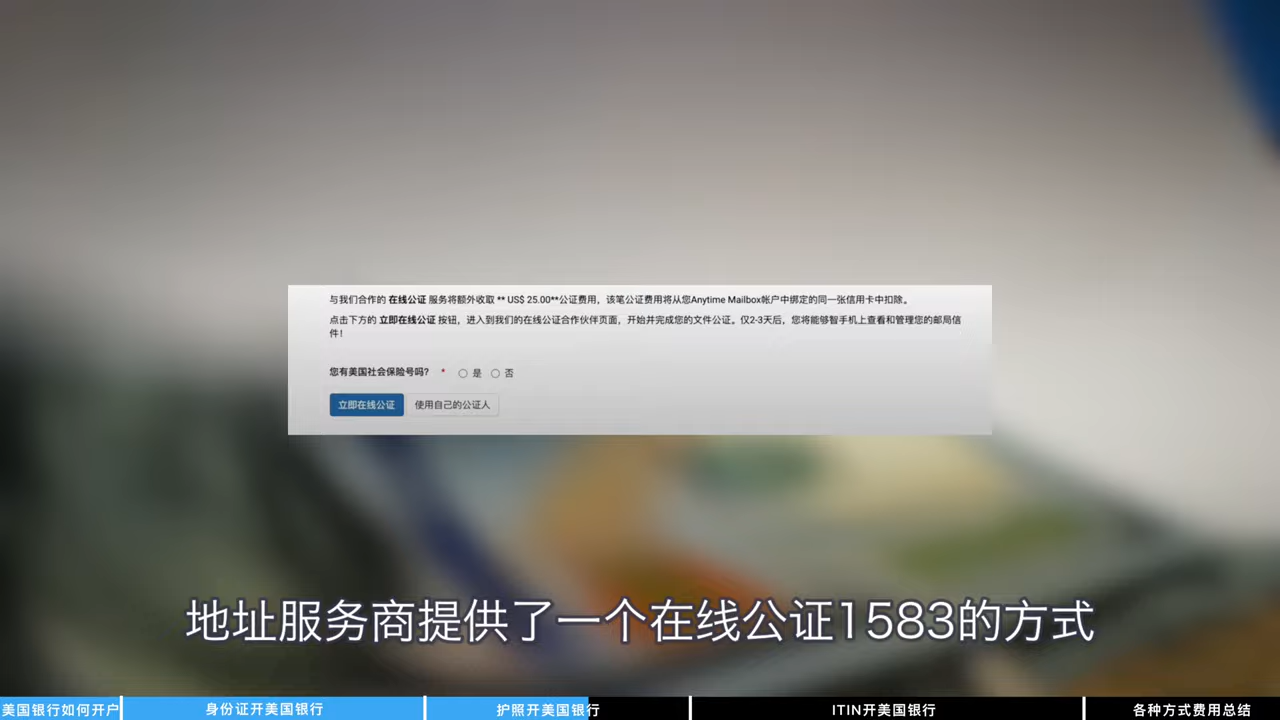 与我们合作的 在线公证 服务将额外收取 ** US$ 25.00**公证费用，该笔公证费用将从您Anytime Mailbox帐户中绑定的同一张信用卡中扣除。
点击下方的 立即在线公证 按钮，进入到我们的在线公证合作伙伴页面，开始并完成您的文件公证。仅2-3天后，您将能够智手机上查看和管理您的邮局信
件！
您有美国社会保险号吗？ * 是 否
立即在线公证 使用自己的公证人
地址服务商提供了一个在线公证1583的方式
美国银行如何开户 身份证开美国银行 护照开美国银行 ITIN开美国银行 各种方式费用总结